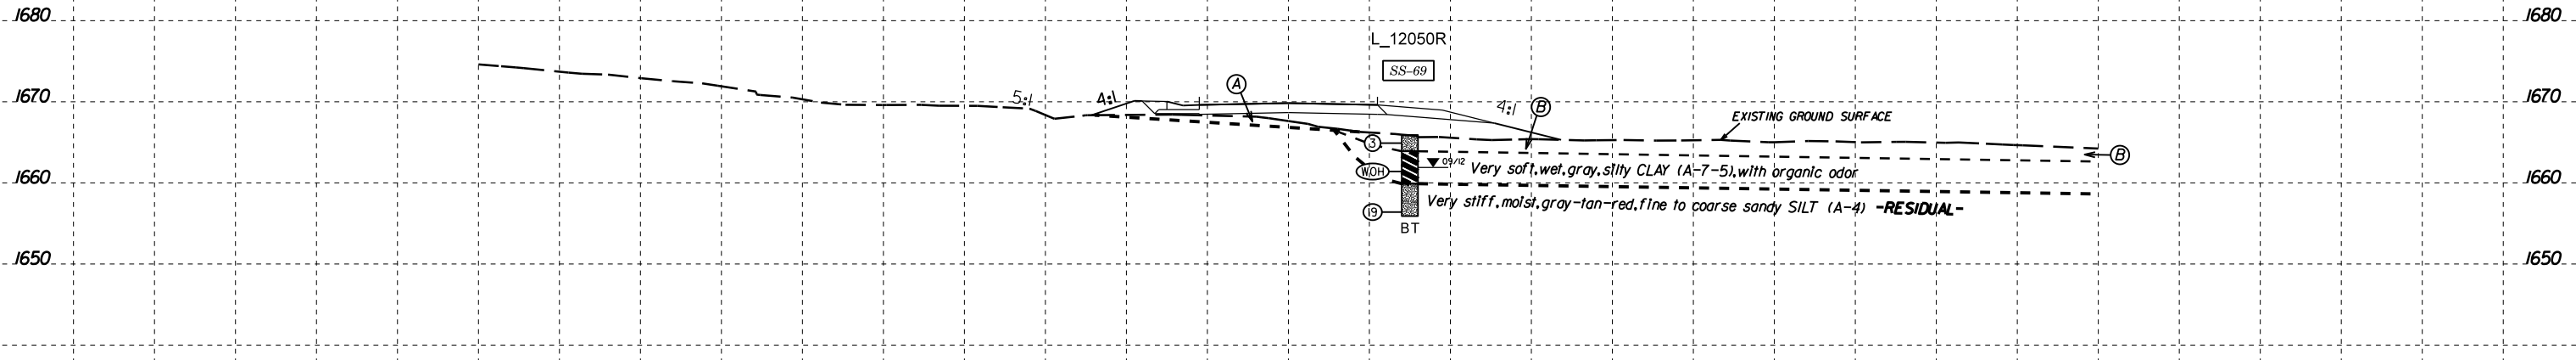 1680 1680
L_12050R
SS-69
A
1670 5:1 4:1 4:1 B 1670
EXISTING GROUND SURFACE
3
09/12 B
WOH Very soft,wet,gray,silty CLAY (A-7-5),with organic odor
1660 1660
Very stiff,moist,gray-tan-red,fine to coarse sandy SILT (A-4) -RESIDUAL-
19
BT
1650 1650